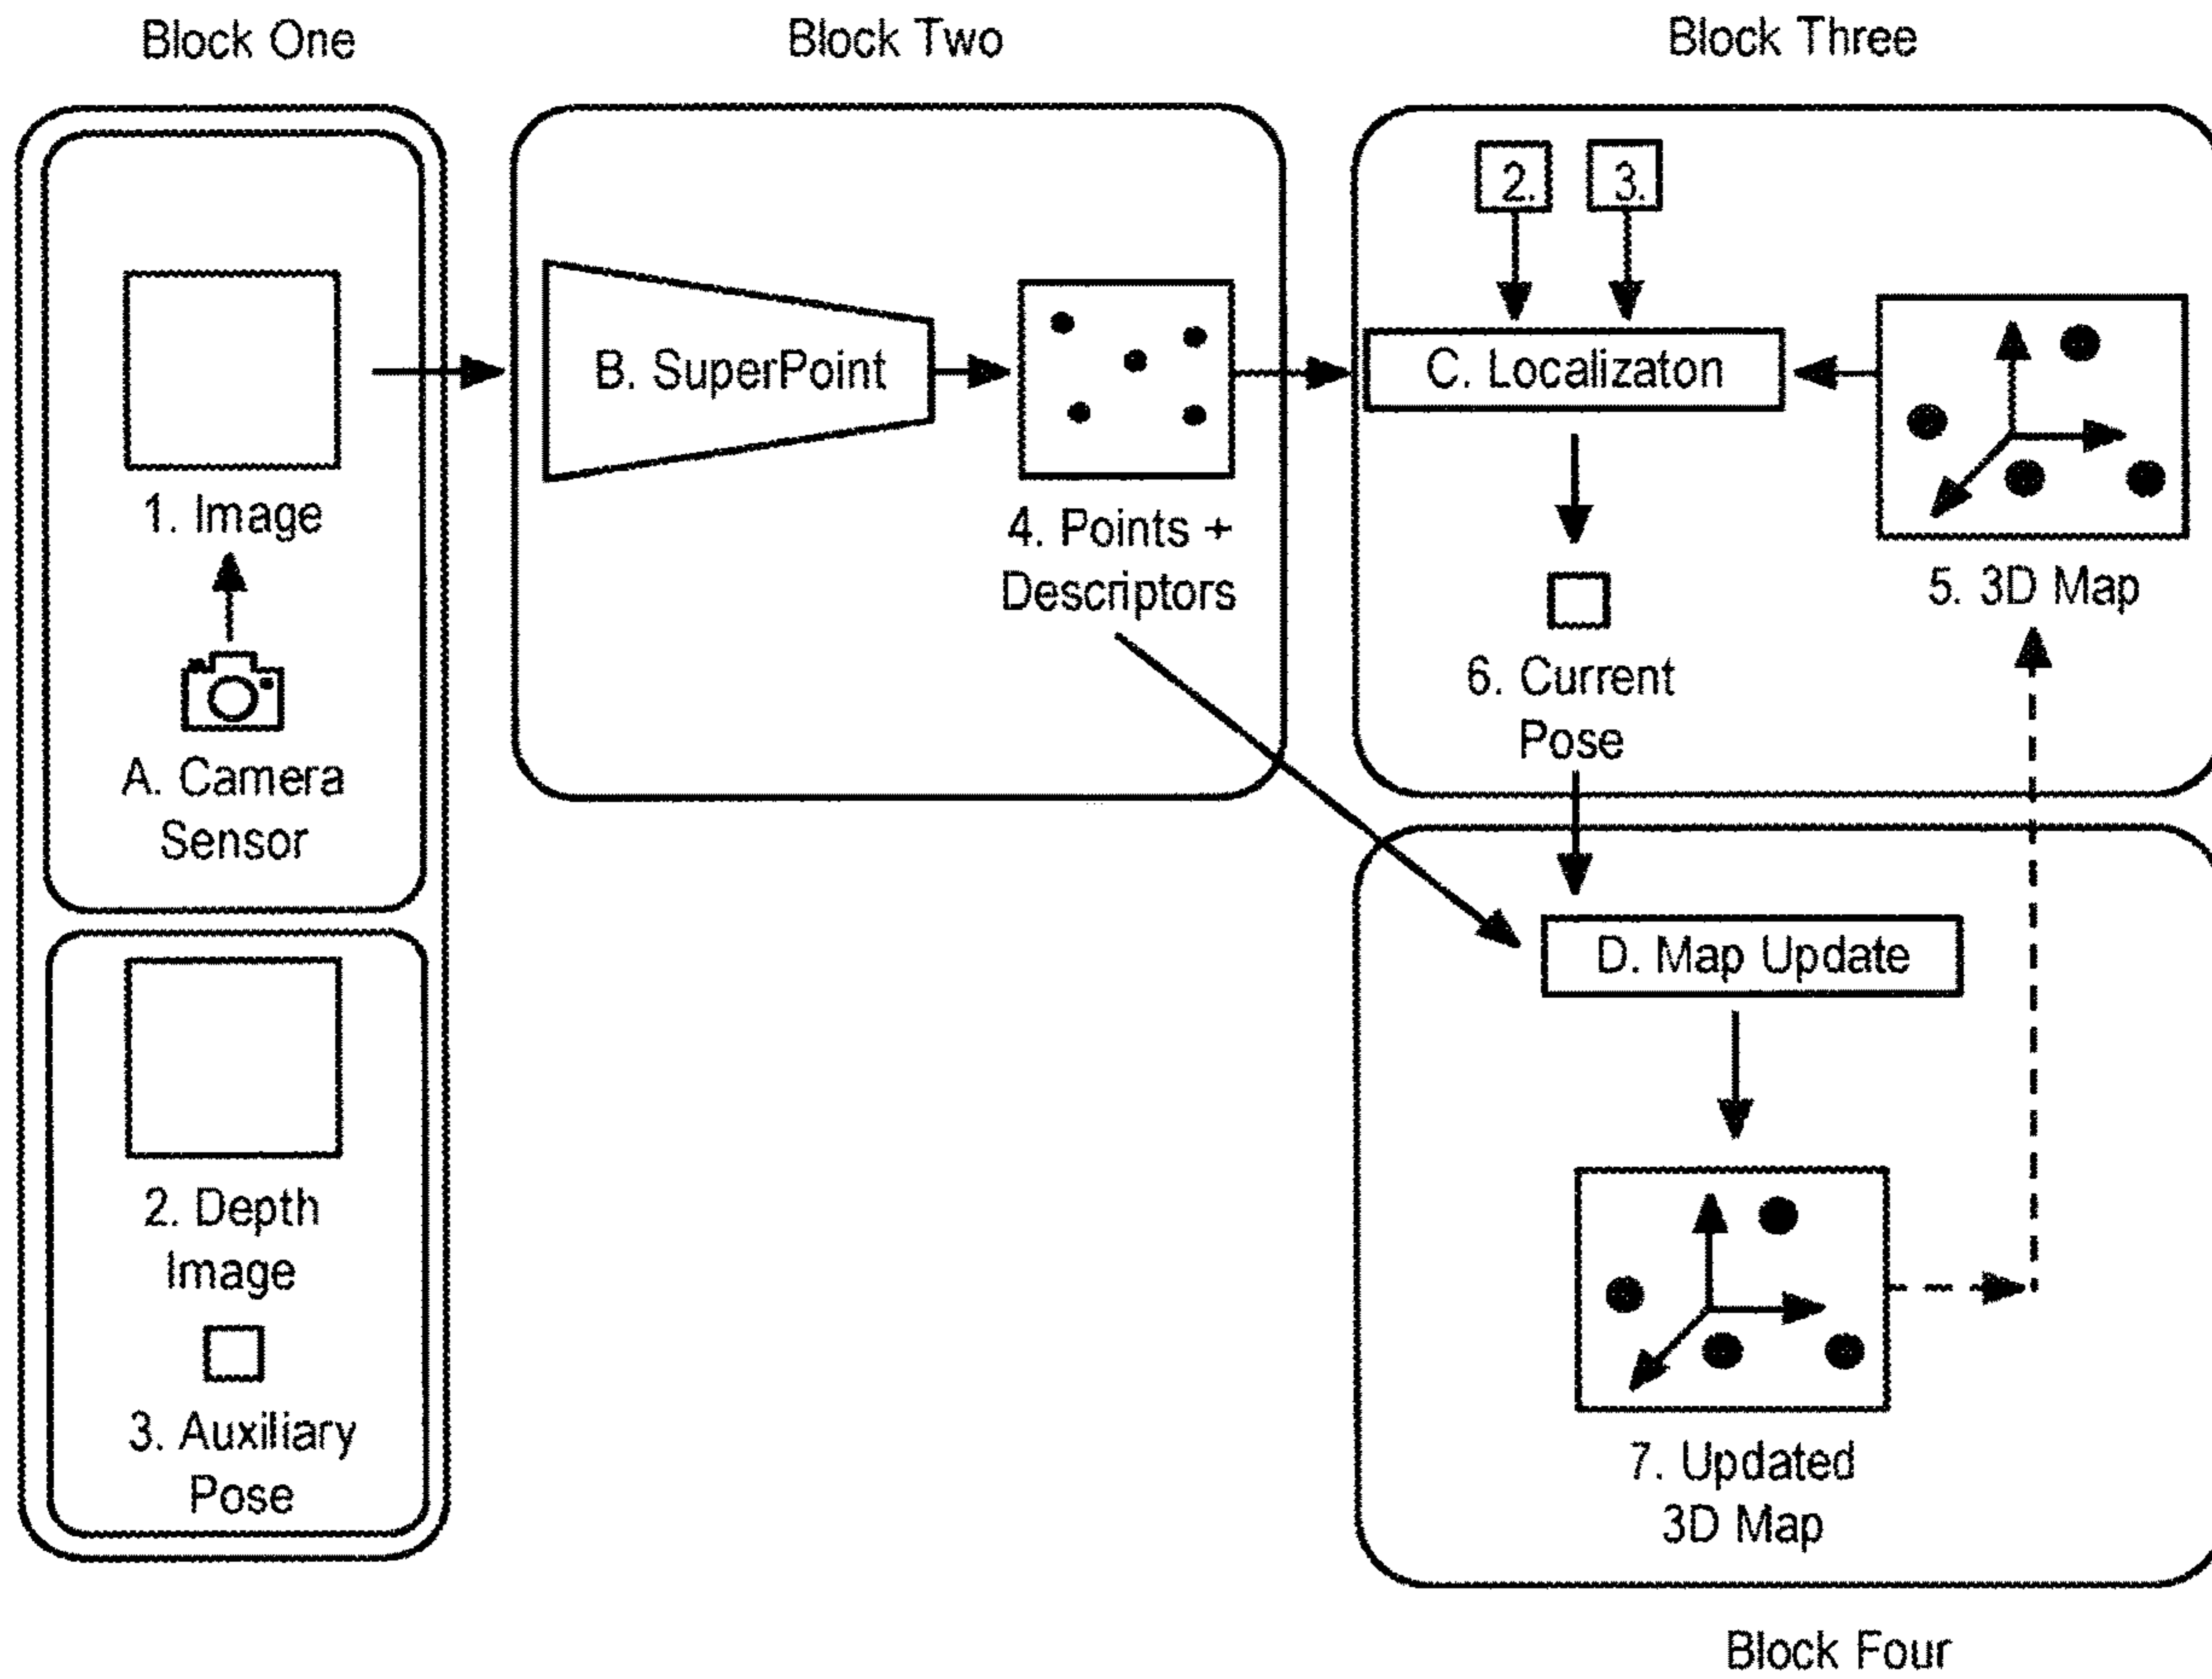 Block One
Block Two
Block Three
1. Image
A. Camera
Sensor
2. Depth
Image
3. Auxiliary
Pose
B. SuperPoint
4. Points +
Descriptors
2.
3.
C. Localizaton
5. 3D Map
6. Current
Pose
D. Map Update
7. Updated
3D Map
Block Four